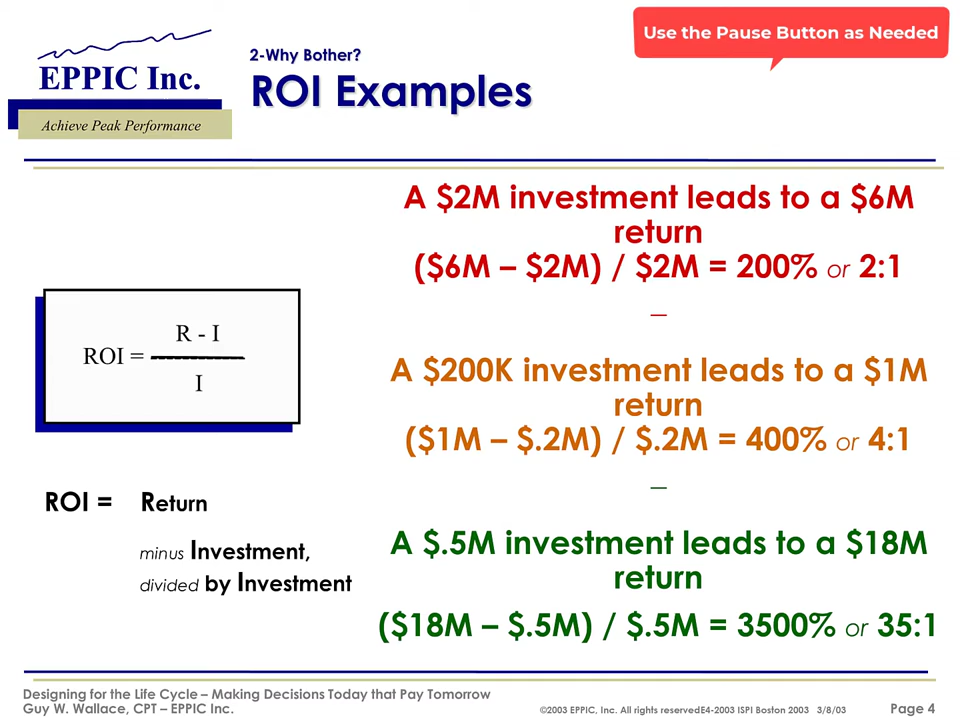 Use the Pause Button as Needed
EPPIC Inc.
Achieve Peak Performance
2-Why Bother?
ROI Examples
A $2M investment leads to a $6M
return
($6M – $2M) / $2M = 200% or 2:1
–
A $200K investment leads to a $1M
return
($1M – $.2M) / $.2M = 400% or 4:1
–
A $.5M investment leads to a $18M
return
($18M – $.5M) / $.5M = 3500% or 35:1
R - I
ROI =
I
ROI = Return
minus Investment,
divided by Investment
Designing for the Life Cycle – Making Decisions Today that Pay Tomorrow
Guy W. Wallace, CPT – EPPIC Inc.
©2003 EPPIC, Inc. All rights reservedE4-2003 ISPI Boston 2003 3/8/03
Page 4